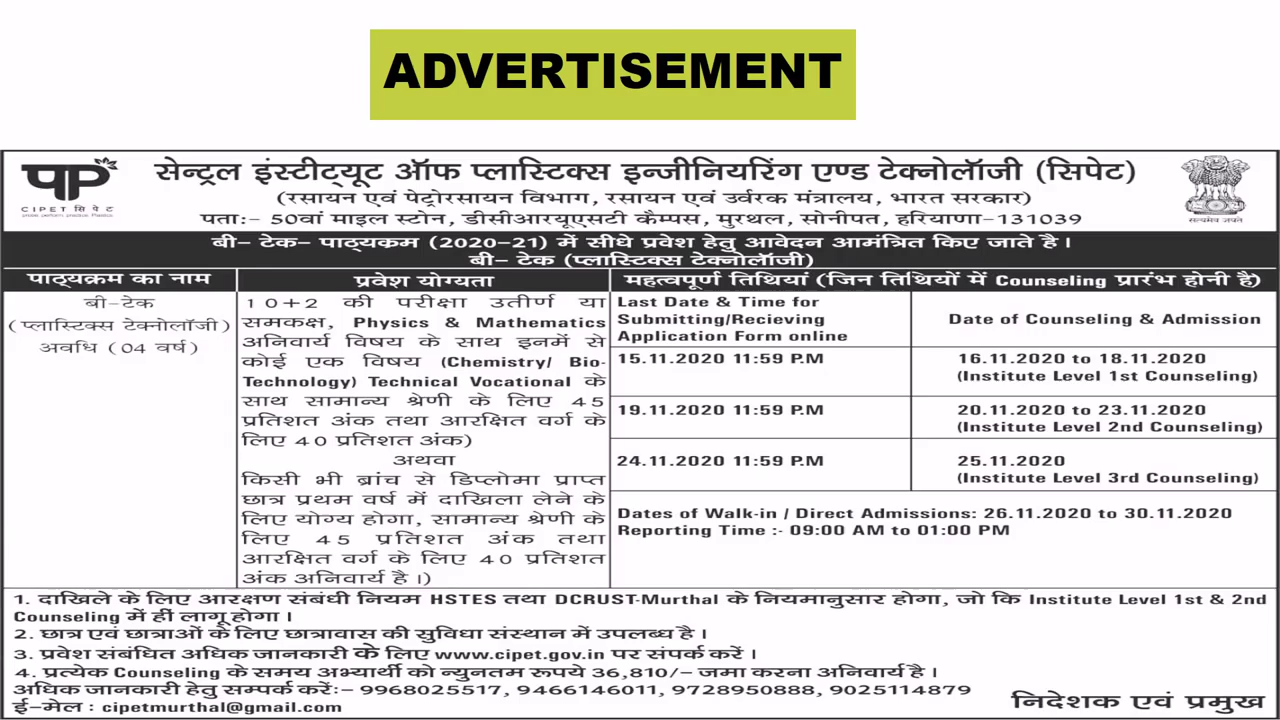 ADVERTISEMENT
CIPET सिपेट
सेन्ट्रल इंस्टीट्यूट ऑफ प्लास्टिक्स इन्जीनियरिंग एण्ड टेक्नोलॉजी (सिपेट)
(रसायन एवं पेट्रोरसायन विभाग, रसायन एवं उर्वरक मंत्रालय, भारत सरकार)
पताः- 50वां माइल स्टोन, डीसीआरयूएसटी कैम्पस, मुरथल, सोनीपत, हरियाणा-131039
सत्यमेव जयते
बी- टेक- पाठ्यक्रम (2020-21) में सीधे प्रवेश हेतु आवेदन आमंत्रित किए जाते है।
बी- टेक (प्लास्टिक्स टेक्नोलॉजी)
पाठ्यक्रम का नाम
बी-टेक
(प्लास्टिक्स टेक्नोलॉजी)
अवधि (04 वर्ष)
प्रवेश योग्यता
10+2 की परीक्षा उतीर्ण या
समकक्ष, Physics & Mathematics
अनिवार्य विषय के साथ इनमें से
कोई एक विषय (Chemistry/ Bio-
Technology) Technical Vocational के
साथ सामान्य श्रेणी के लिए 45
प्रतिशत अंक तथा आरक्षित वर्ग के
लिए 40 प्रतिशत अंक)
अथवा
किसी भी ब्रांच से डिप्लोमा प्राप्त
छात्र प्रथम वर्ष में दाखिला लेने के
लिए योग्य होगा, सामान्य श्रेणी के
लिए 45 प्रतिशत अंक तथा
आरक्षित वर्ग के लिए 40 प्रतिशत
अंक अनिवार्य है।)
महत्वपूर्ण तिथियां (जिन तिथियों में Counseling प्रारंभ होनी है)
Last Date & Time for
Submitting/Recieving
Application Form online
Date of Counseling & Admission
15.11.2020 11:59 P.M
16.11.2020 to 18.11.2020
(Institute Level 1st Counseling)
19.11.2020 11:59 P.M
20.11.2020 to 23.11.2020
(Institute Level 2nd Counseling)
24.11.2020 11:59 P.M
25.11.2020
(Institute Level 3rd Counseling)
Dates of Walk-in / Direct Admissions: 26.11.2020 to 30.11.2020
Reporting Time :- 09:00 AM to 01:00 PM
1. दाखिले के लिए आरक्षण संबंधी नियम HSTES तथा DCRUST-Murthal के नियमानुसार होगा, जो कि Institute Level 1st & 2nd
Counseling में हीं लागू होगा।
2. छात्र एवं छात्राओं के लिए छात्रावास की सुविधा संस्थान में उपलब्ध है।
3. प्रवेश संबंधित अधिक जानकारी के लिए www.cipet.gov.in पर संपर्क करें।
4. प्रत्येक Counseling के समय अभ्यार्थी को न्युनतम रूपये 36,810/- जमा करना अनिवार्य है।
अधिक जानकारी हेतु सम्पर्क करेंः- 9968025517, 9466146011, 9728950888, 9025114879
ई-मेल : cipetmurthal@gmail.com
निदेशक एवं प्रमुख